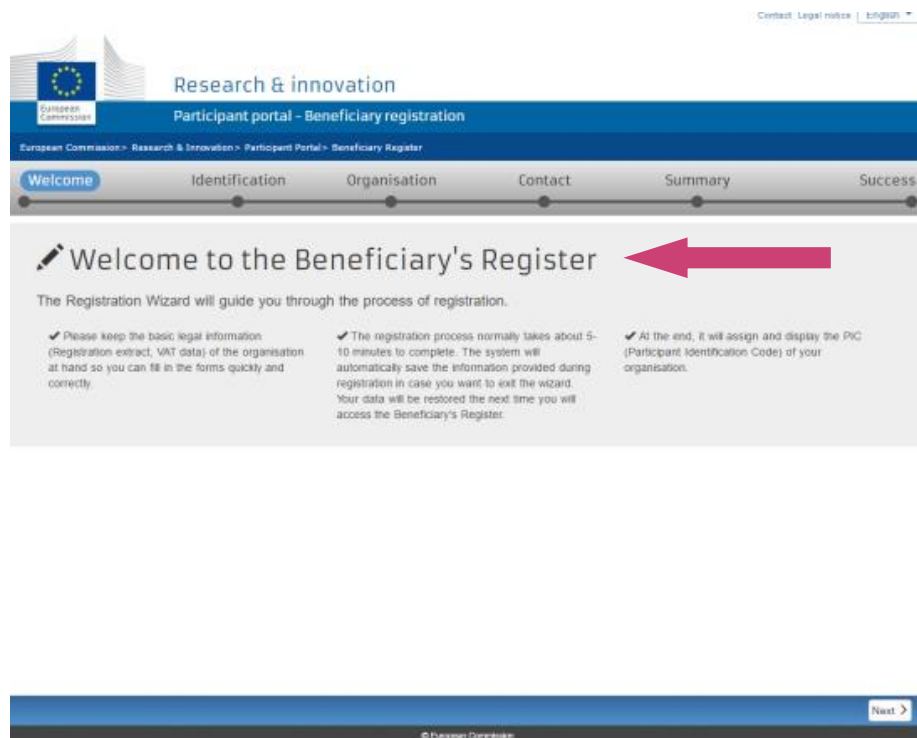 Contact Legal notice | English
European
Commission
Research & innovation
Participant portal - Beneficiary registration
European Commission > Research & Innovation > Participant Portal > Beneficiary Register
Welcome Identification Organisation Contact Summary Success
Welcome to the Beneficiary's Register
The Registration Wizard will guide you through the process of registration.
✔ Please keep the basic legal information
(Registration extract, VAT data) of the organisation
at hand so you can fill in the forms quickly and
correctly.
✔ The registration process normally takes about 5-
10 minutes to complete. The system will
automatically save the information provided during
registration in case you want to exit the wizard.
Your data will be restored the next time you will
access the Beneficiary's Register.
✔ At the end, it will assign and display the PIC
(Participant Identification Code) of your
organisation.
Next >
© European Commission